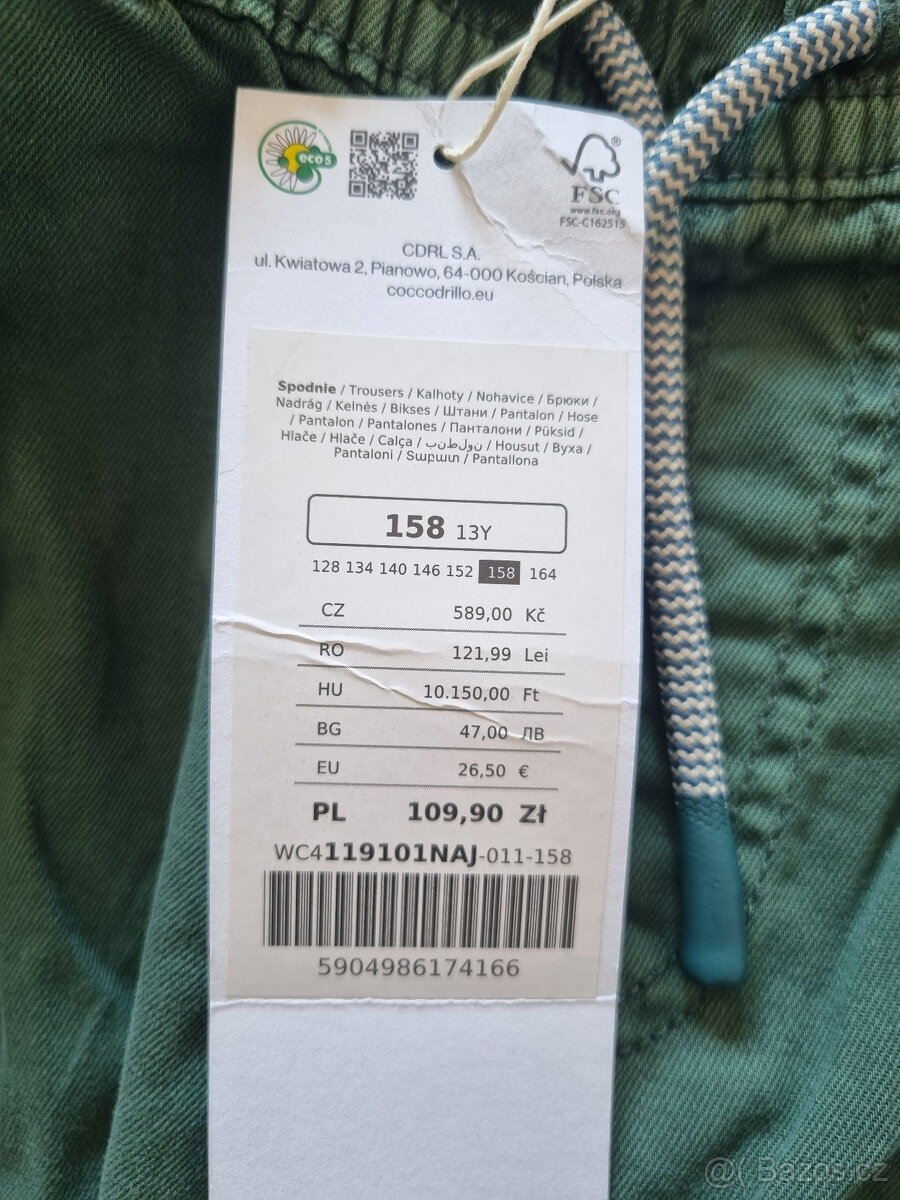 eco5
FSC
www.fsc.org
FSC-C162515
CDRL S.A.
ul. Kwiatowa 2, Pianowo, 64-000 Kościan, Polska
coccodrillo.eu
Spodnie / Trousers / Kalhoty / Nohavice / Брюки /
Nadrág / Kelnės / Bikses / Штани / Pantalon / Hose
/ Pantalon / Pantalones / Панталони / Püksid /
Hlače / Hlače / Calça / بنطلون / Housut / Вуха /
Pantaloni / Տաբատ / Pantallona
158 13Y
128 134 140 146 152 158 164
CZ 589,00 Kč
RO 121,99 Lei
HU 10.150,00 Ft
BG 47,00 ЛВ
EU 26,50 €
PL 109,90 Zł
WC4119101NAJ-011-158
5904986174166
@( Bazos.cz